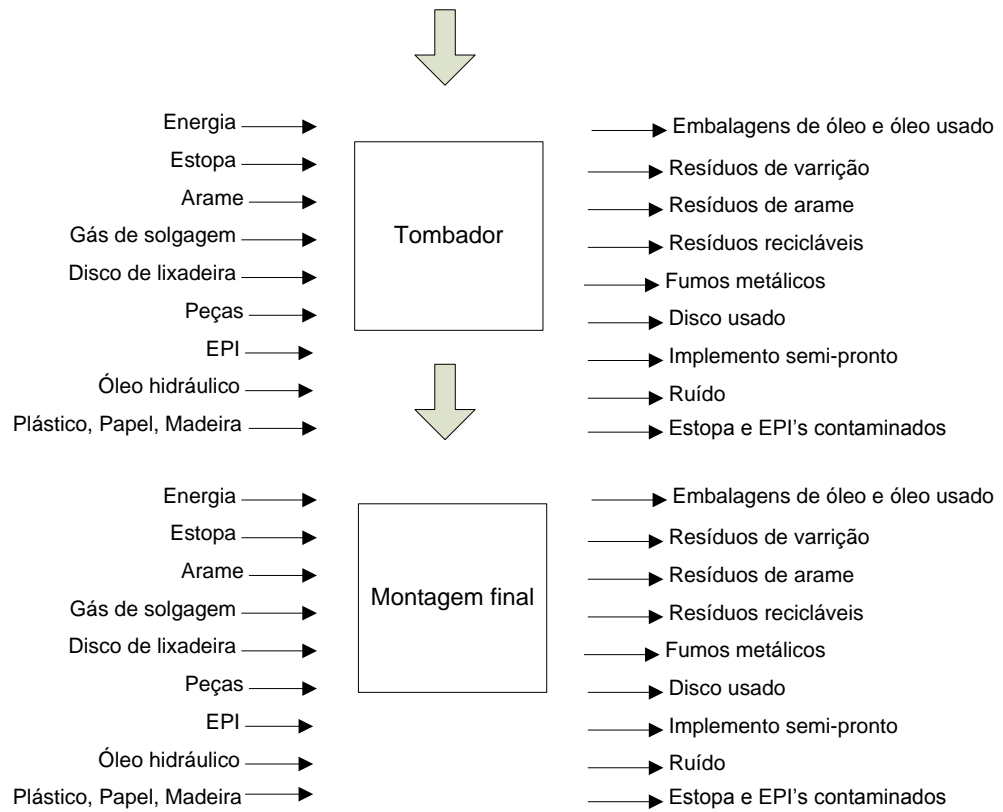 Energia
Estopa
Arame
Gás de solgagem
Disco de lixadeira
Peças
EPI
Óleo hidráulico
Plástico, Papel, Madeira
Tombador
Embalagens de óleo e óleo usado
Resíduos de varrição
Resíduos de arame
Resíduos recicláveis
Fumos metálicos
Disco usado
Implemento semi-pronto
Ruído
Estopa e EPI's contaminados
Energia
Estopa
Arame
Gás de solgagem
Disco de lixadeira
Peças
EPI
Óleo hidráulico
Plástico, Papel, Madeira
Montagem final
Embalagens de óleo e óleo usado
Resíduos de varrição
Resíduos de arame
Resíduos recicláveis
Fumos metálicos
Disco usado
Implemento semi-pronto
Ruído
Estopa e EPI's contaminados